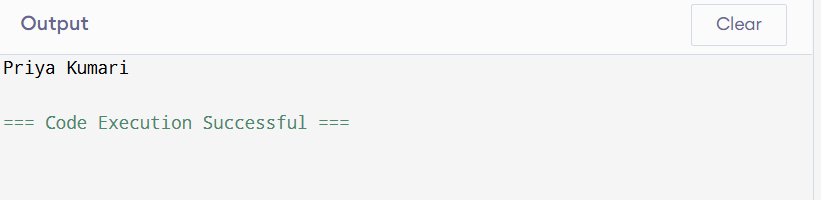 Output
Clear
Priya Kumari
=== Code Execution Successful ===